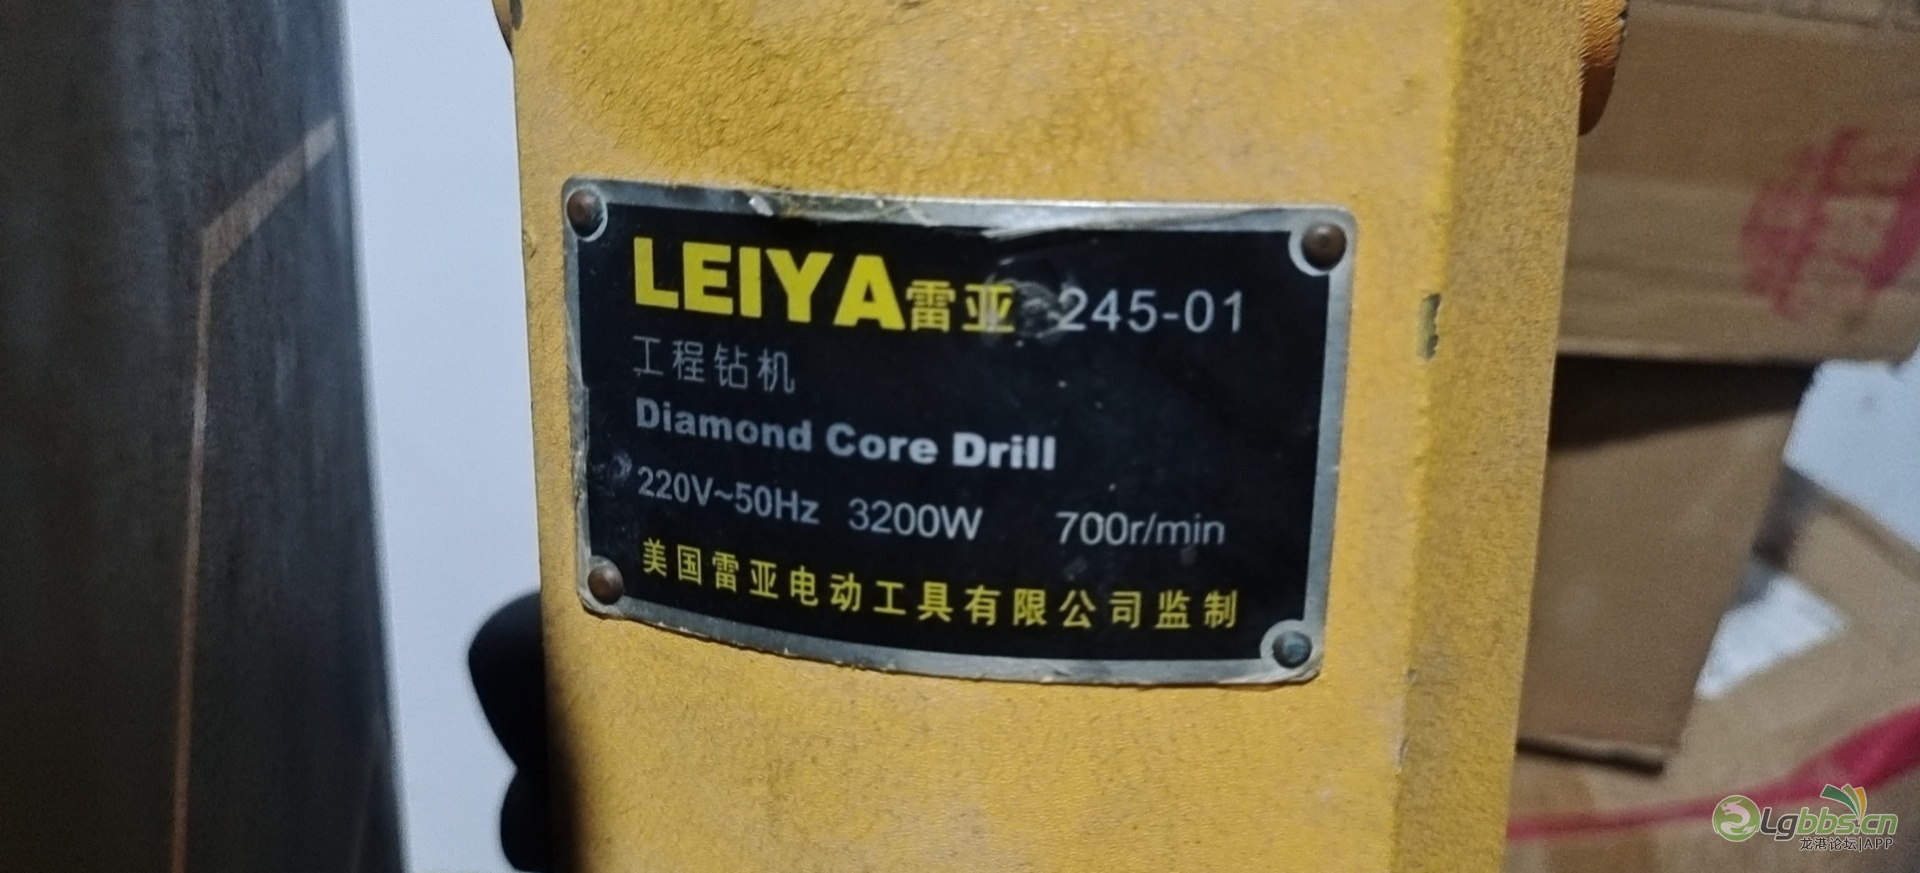 LEIYA雷亚 245-01
工程钻机
Diamond Core Drill
220V~50Hz 3200W 700r/min
美国雷亚电动工具有限公司监制
Lgbbs.cn
龙港论坛|APP